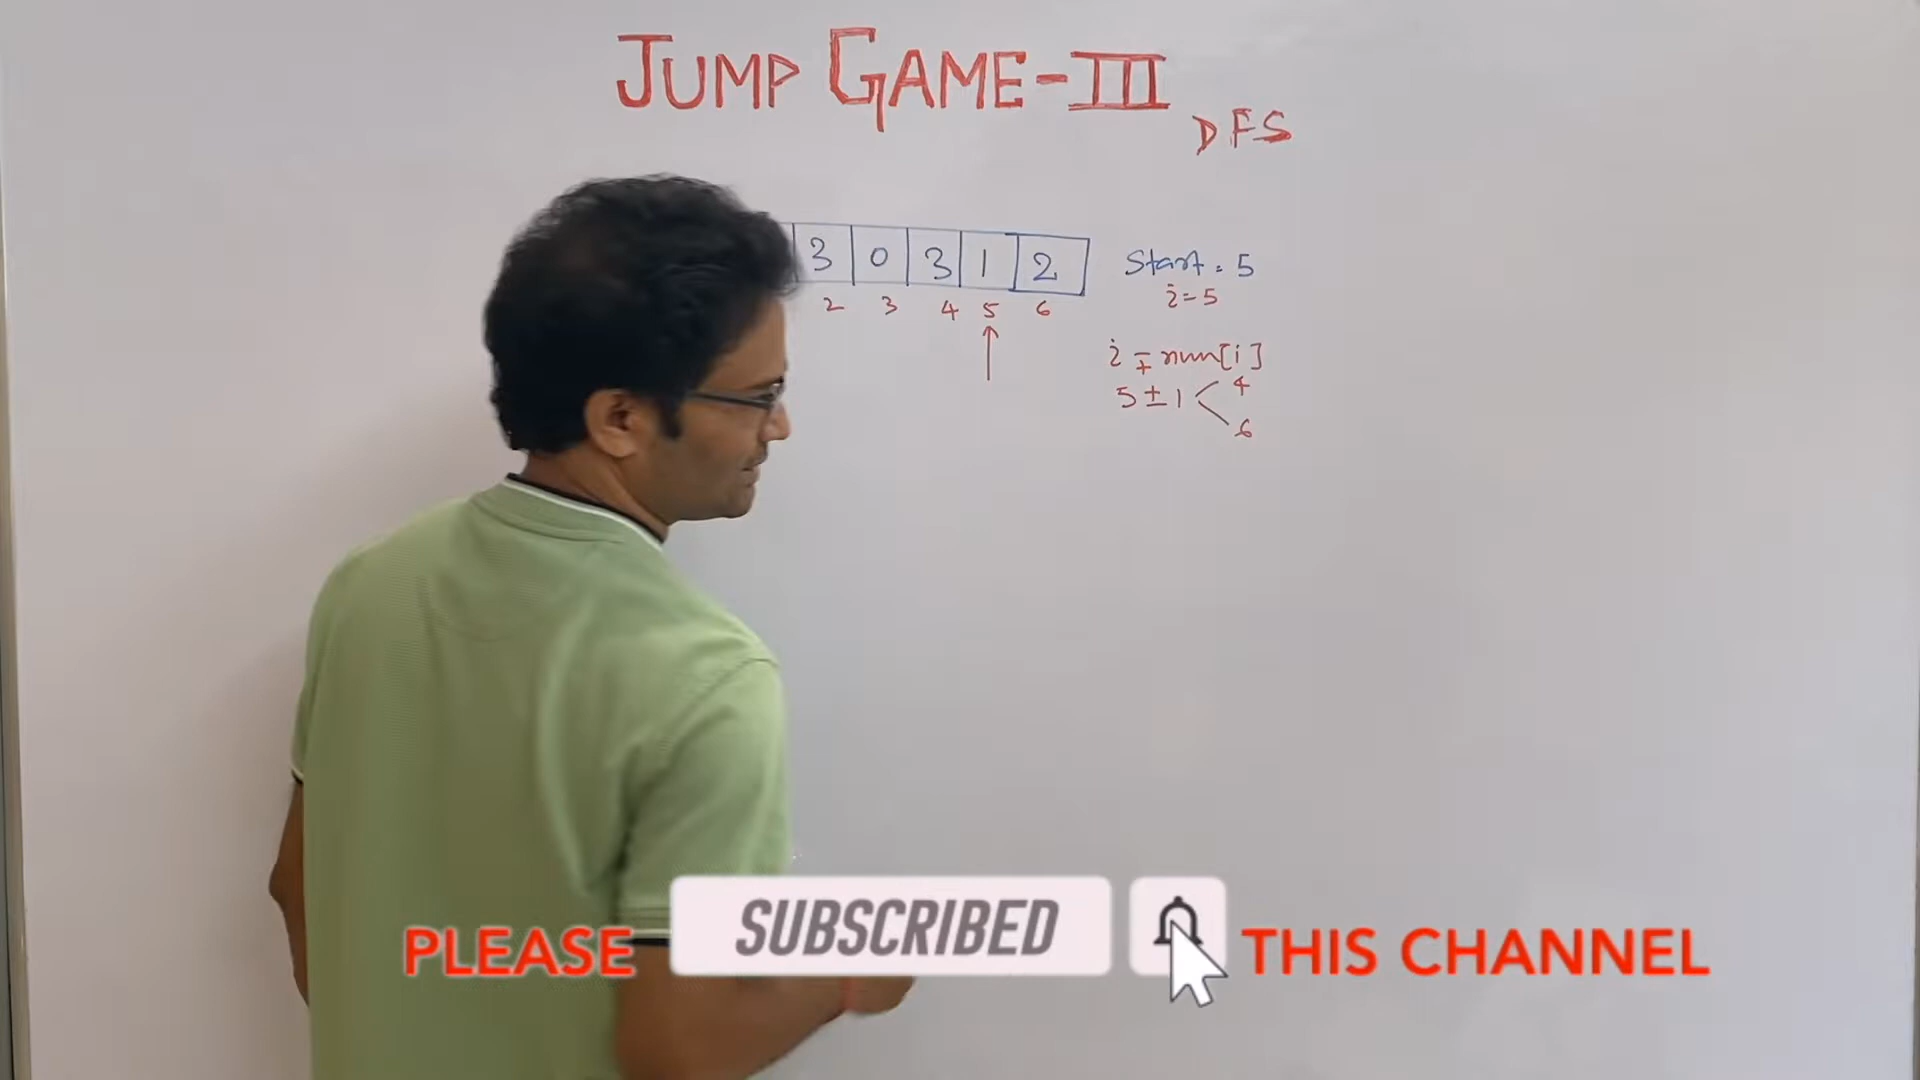 JUMP GAME-III
DFS
3 0 3 1 2
2 3 4 5 6
Start = 5
i = 5
i ∓ num[i]
5 ± 1 4
6
PLEASE SUBSCRIBED THIS CHANNEL